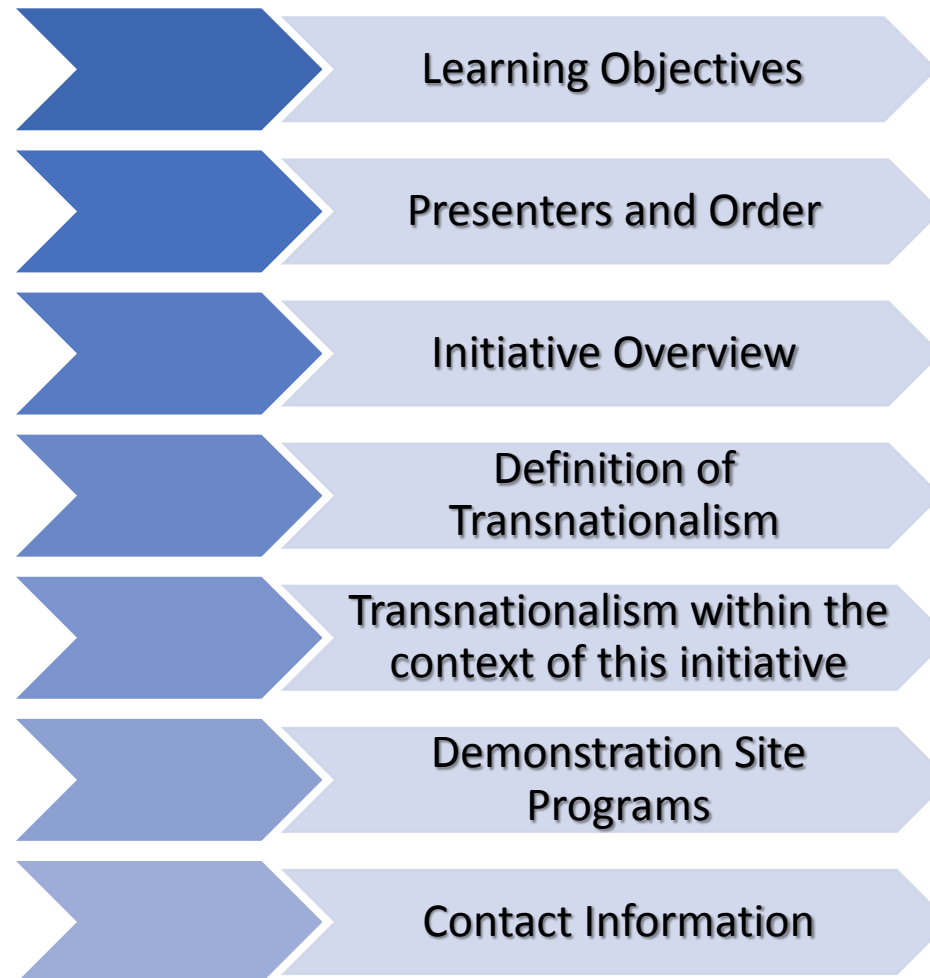 Learning Objectives
Presenters and Order
Initiative Overview
Definition of
Transnationalism
Transnationalism within the
context of this initiative
Demonstration Site
Programs
Contact Information